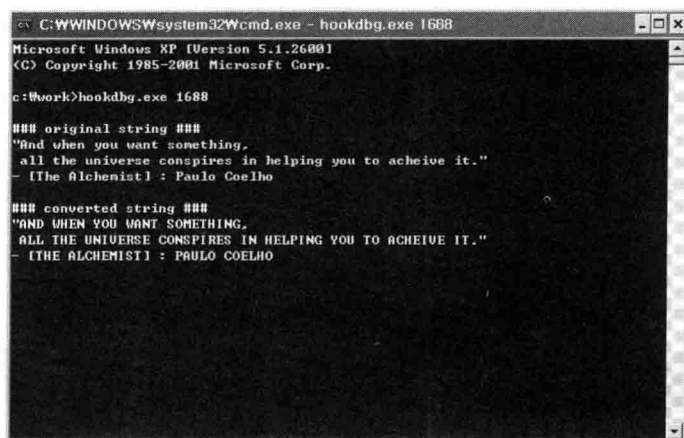 C:₩WINDOWS₩system32₩cmd.exe - hookdbg.exe 1688
Microsoft Windows XP [Version 5.1.2600]
(C) Copyright 1985-2001 Microsoft Corp.
c:₩work>hookdbg.exe 1688
### original string ###
"And when you want something,
all the universe conspires in helping you to acheive it."
- [The Alchemist] : Paulo Coelho
### converted string ###
"AND WHEN YOU WANT SOMETHING,
ALL THE UNIVERSE CONSPIRES IN HELPING YOU TO ACHEIVE IT."
- [THE ALCHEMIST] : PAULO COELHO